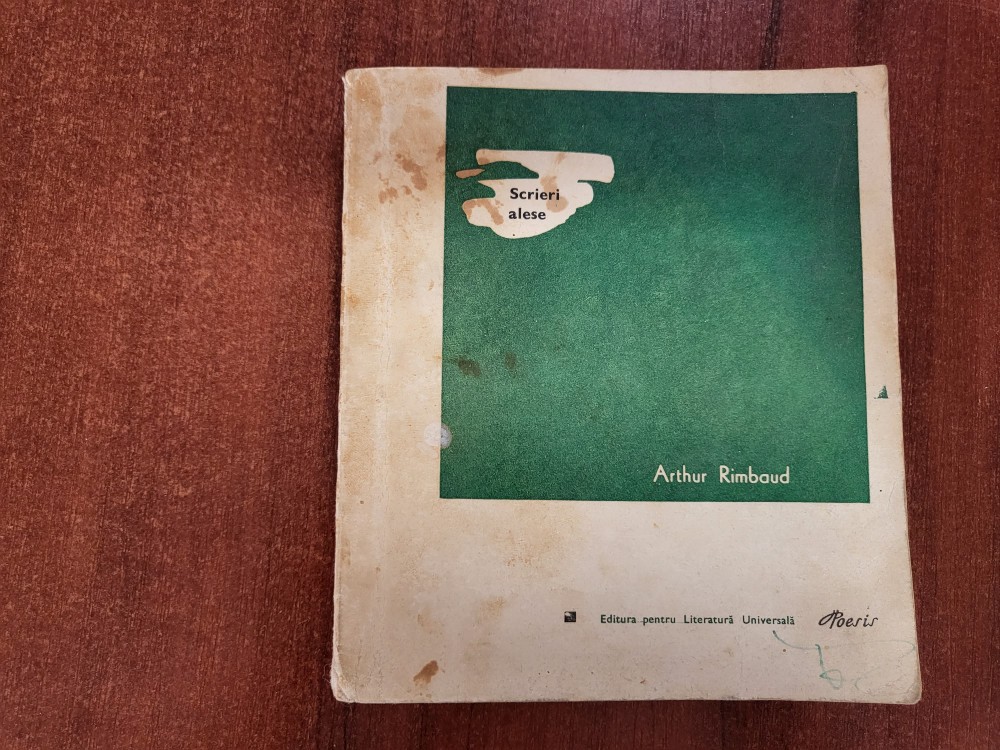 Scrieri
alese
Arthur Rimbaud
Editura pentru Literatură Universală Poesis